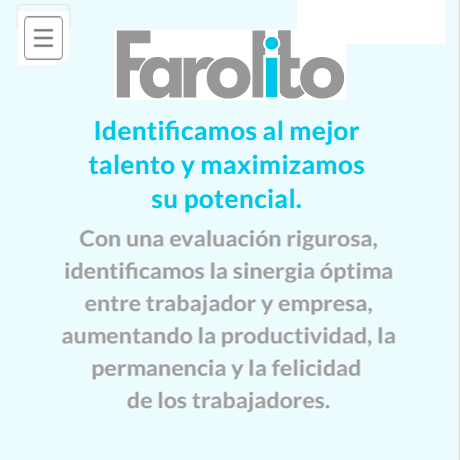 Farolito
Identificamos al mejor
talento y maximizamos
su potencial.
Con una evaluación rigurosa,
identificamos la sinergia óptima
entre trabajador y empresa,
aumentando la productividad, la
permanencia y la felicidad
de los trabajadores.